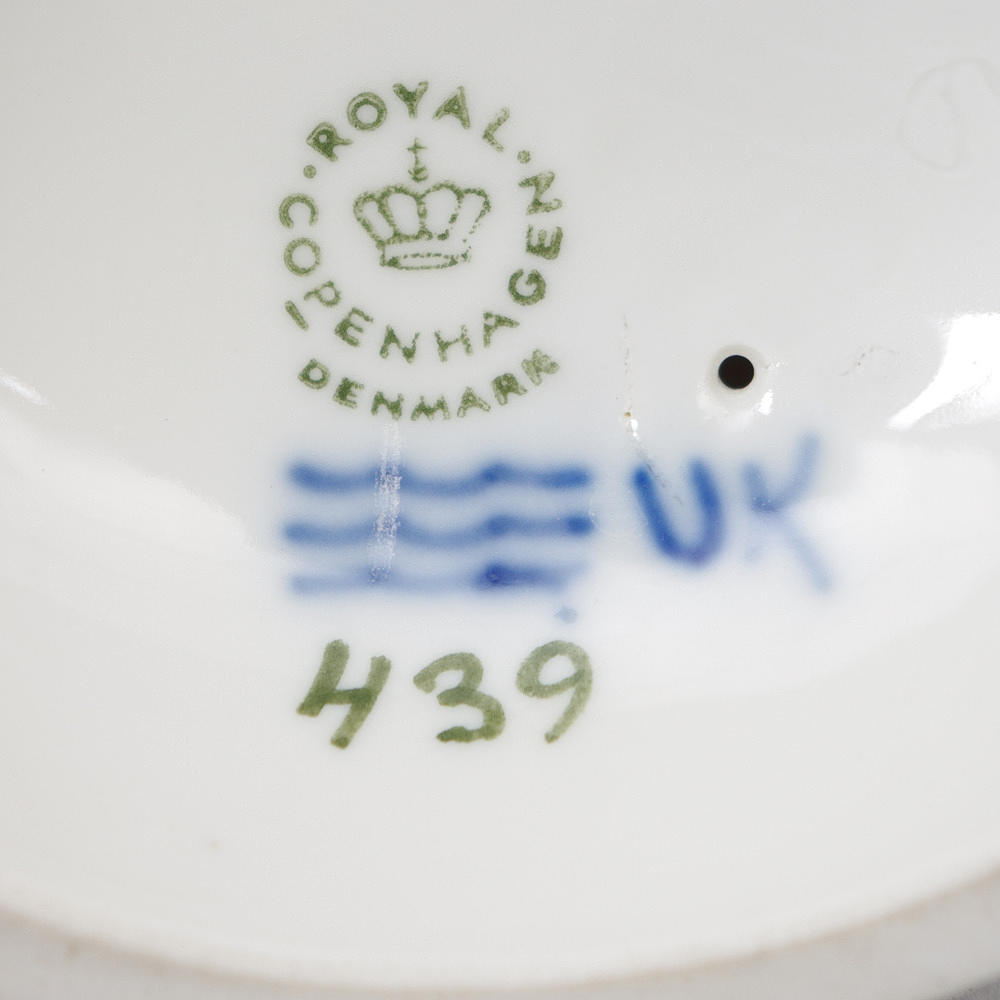 ROYAL
COPENHAGEN
DENMARK
UK
439